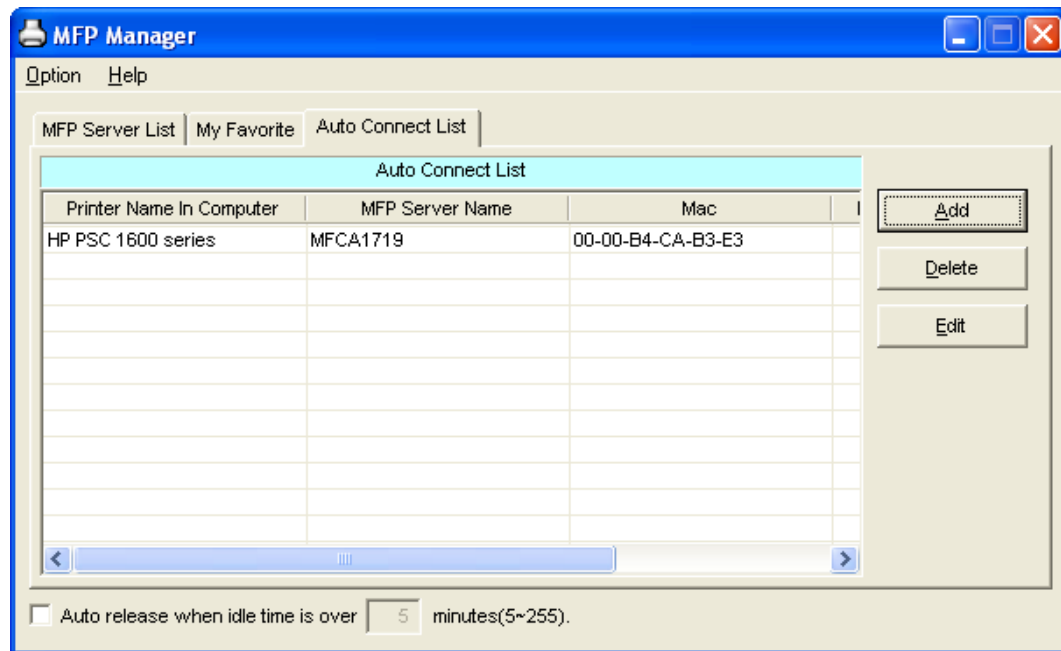 MFP Manager
Option Help
MFP Server List My Favorite Auto Connect List
Auto Connect List
Printer Name In Computer MFP Server Name Mac
HP PSC 1600 series MFCA1719 00-00-B4-CA-B3-E3
Add
Delete
Edit
Auto release when idle time is over 5 minutes(5~255).